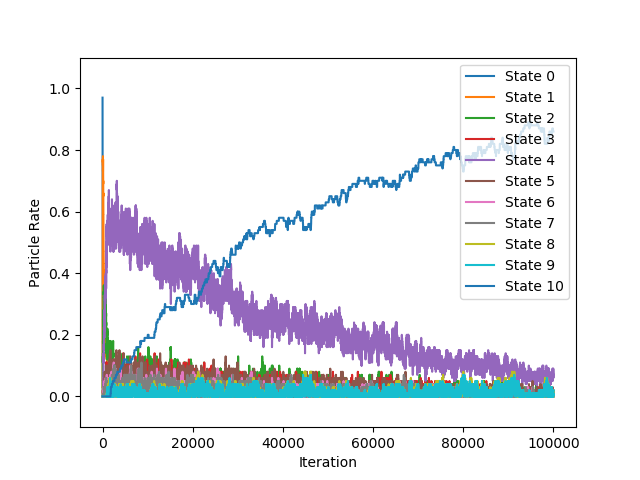 1.0
0.8
0.6
0.4
0.2
0.0
Particle Rate
0
20000
40000
60000
80000
100000
Iteration
State 0
State 1
State 2
State 3
State 4
State 5
State 6
State 7
State 8
State 9
State 10